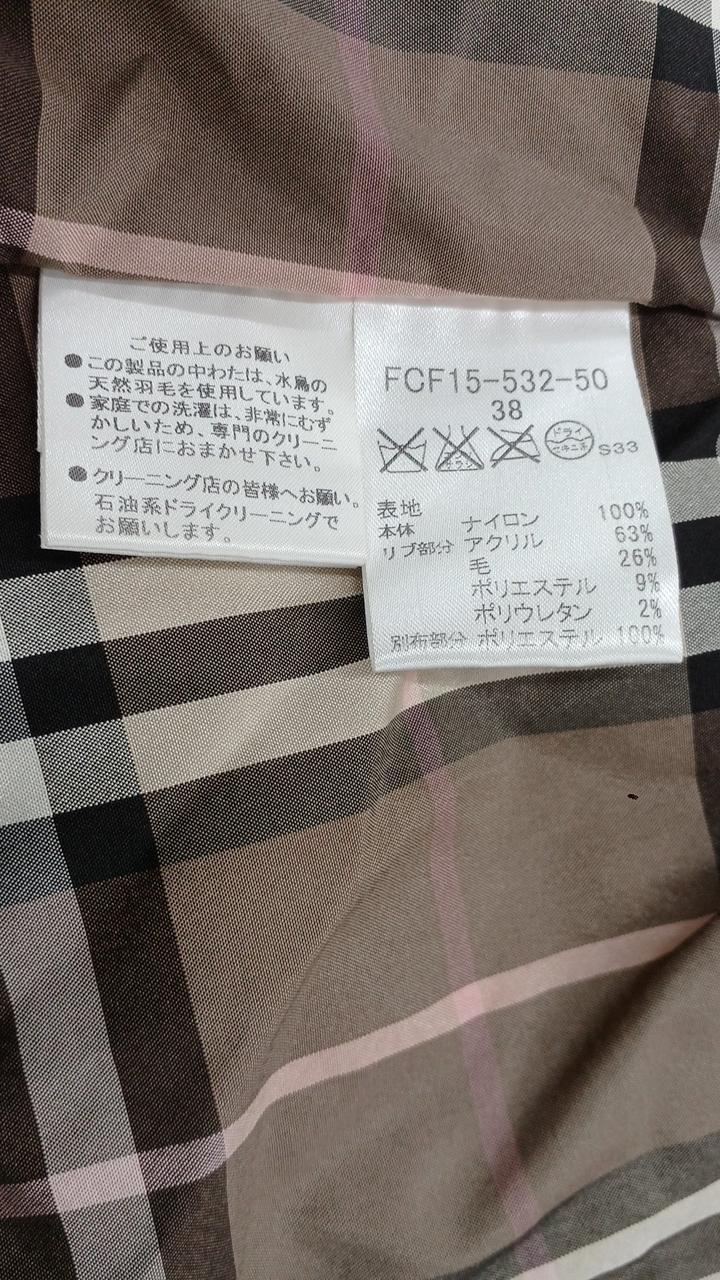 ご使用上のお願い
●この製品の中わたは、水鳥の
天然羽毛を使用しています。
●家庭での洗濯は、非常にむず
かしいため、専門のクリーニ
ング店におまかせ下さい。
●クリーニング店の皆様へお願い。
石油系ドライクリーニングで
お願いします。
FCF15-532-50
38
エンソサラシ
ドライ
セキユ系
S33
表地
本体 ナイロン 100%
リブ部分 アクリル 63%
毛 26%
ポリエステル 9%
ポリウレタン 2%
別布部分 ポリエステル 100%